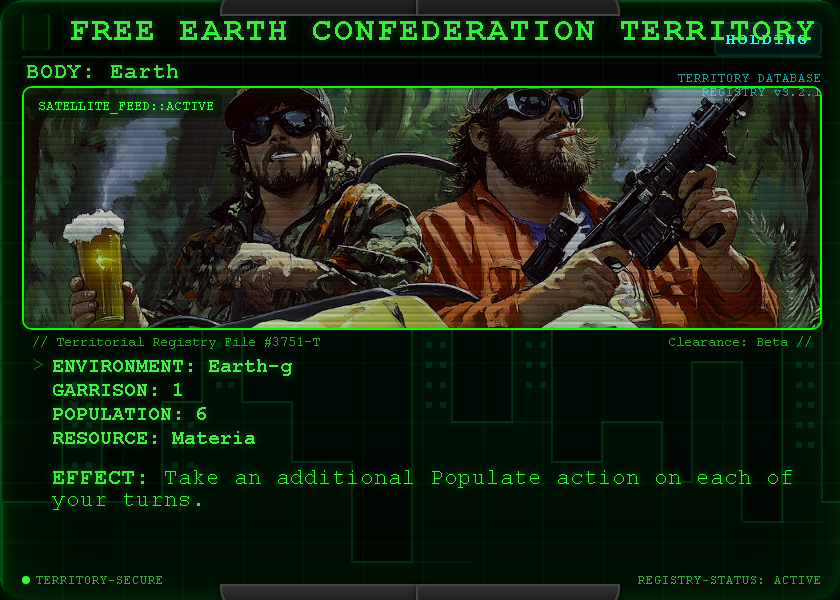 FREE EARTH CONFEDERATION TERRITORY
HOLDING
BODY: Earth
TERRITORY DATABASE
REGISTRY v3.2.1
SATELLITE_FEED::ACTIVE
// Territorial Registry File #3751-T
Clearance: Beta //
> ENVIRONMENT: Earth-g
GARRISON: 1
POPULATION: 6
RESOURCE: Materia
EFFECT: Take an additional Populate action on each of
your turns.
TERRITORY-SECURE
REGISTRY-STATUS: ACTIVE